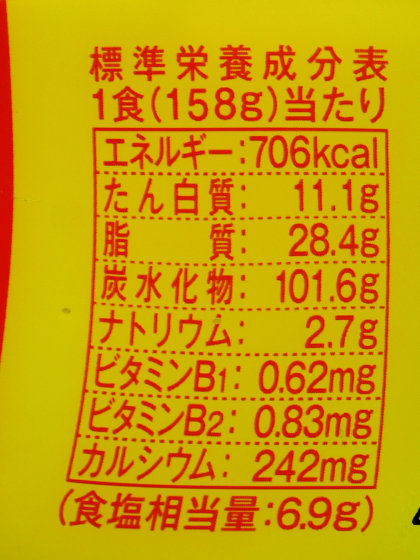 標準栄養成分表
1食(158g)当たり
エネルギー:706kcal
たん白質: 11.1g
脂質: 28.4g
炭水化物: 101.6g
ナトリウム: 2.7g
ビタミンB1: 0.62mg
ビタミンB2: 0.83mg
カルシウム: 242mg
(食塩相当量:6.9g)